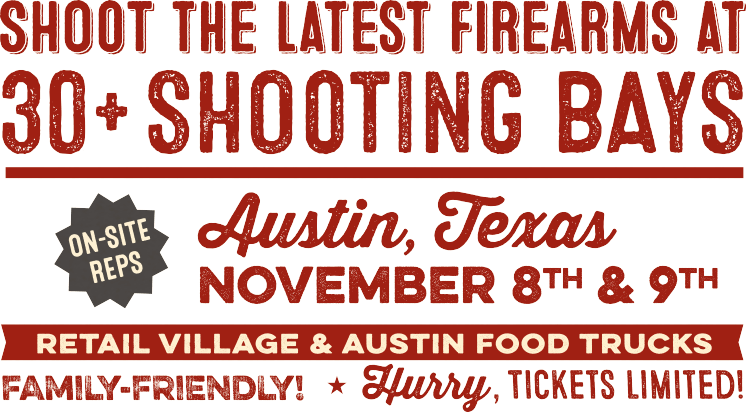 SHOOT THE LATEST FIREARMS AT
30+ SHOOTING BAYS
ON-SITE
REPS
Austin, Texas
NOVEMBER 8TH & 9TH
RETAIL VILLAGE & AUSTIN FOOD TRUCKS
FAMILY-FRIENDLY! ★ Hurry, TICKETS LIMITED!